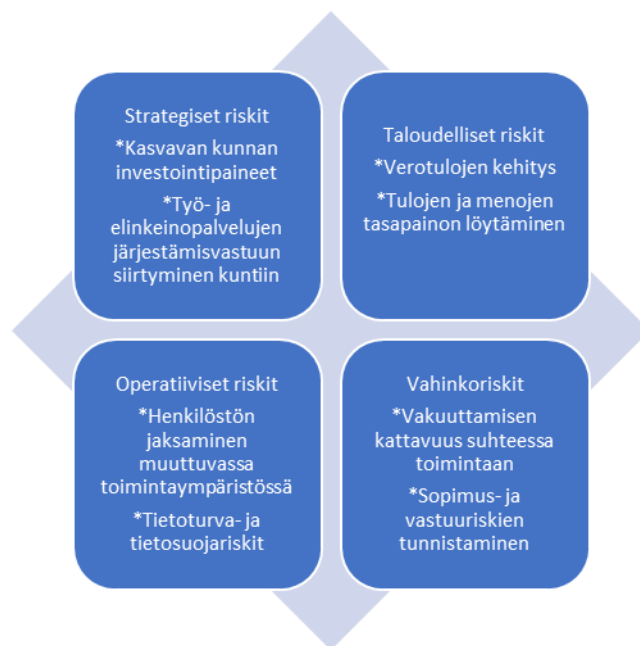 Strategiset riskit
*Kasvavan kunnan
investointipaineet
*Työ- ja
elinkeinopalvelujen
järjestämisvastuun
siirtyminen kuntiin
Taloudelliset riskit
*Verotulojen kehitys
*Tulojen ja menojen
tasapainon löytäminen
Operatiiviset riskit
*Henkilöstön
jaksaminen
muuttuvassa
toimintaympäristössä
*Tietoturva- ja
tietosuojariskit
Vahinkoriskit
*Vakuuttamisen
kattavuus suhteessa
toimintaan
*Sopimus- ja
vastuuriskien
tunnistaminen